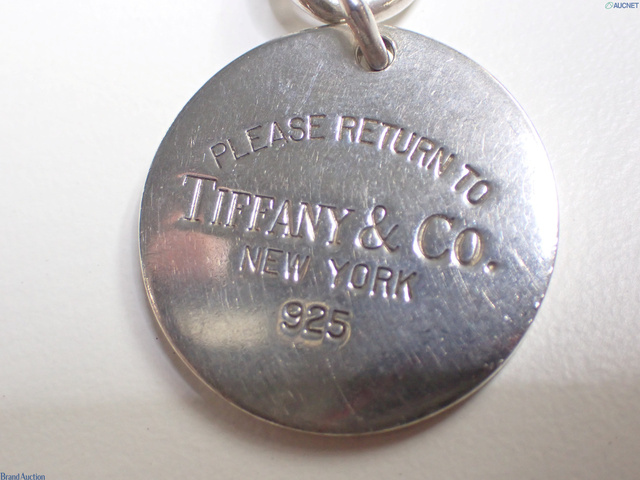 AUCNET
PLEASE RETURN TO
TIFFANY & CO.
NEW YORK
925
Brand Auction